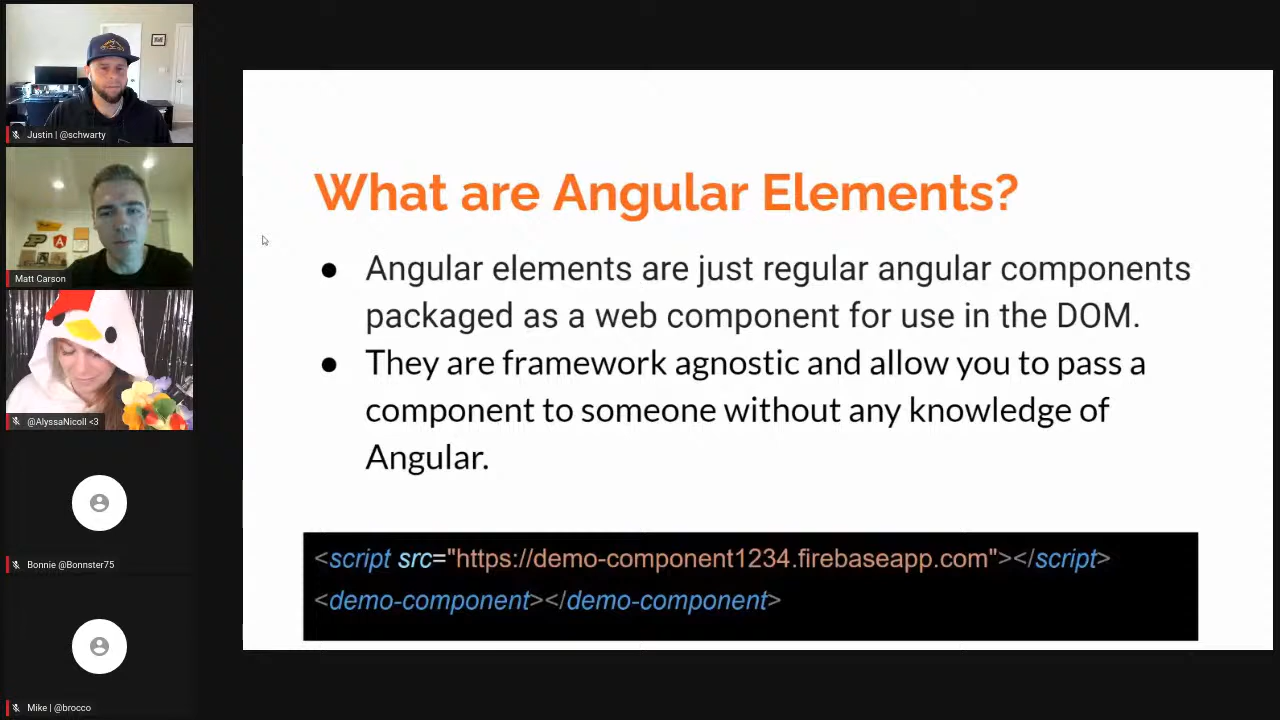 Justin | @schwarty
Matt Carson
@AlyssaNicoll <3
Bonnie @Bonnster75
Mike | @brocco
What are Angular Elements?
● Angular elements are just regular angular components
packaged as a web component for use in the DOM.
● They are framework agnostic and allow you to pass a
component to someone without any knowledge of
Angular.
<script src="https://demo-component1234.firebaseapp.com"></script>
<demo-component></demo-component>